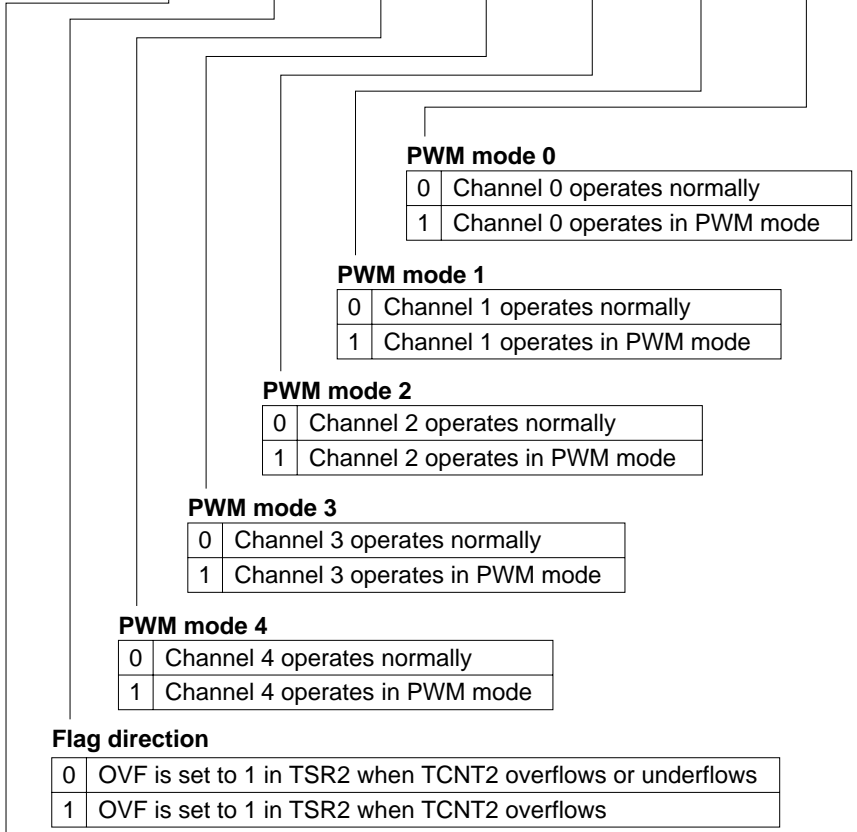 PWM mode 0
0 Channel 0 operates normally
1 Channel 0 operates in PWM mode
PWM mode 1
0 Channel 1 operates normally
1 Channel 1 operates in PWM mode
PWM mode 2
0 Channel 2 operates normally
1 Channel 2 operates in PWM mode
PWM mode 3
0 Channel 3 operates normally
1 Channel 3 operates in PWM mode
PWM mode 4
0 Channel 4 operates normally
1 Channel 4 operates in PWM mode
Flag direction
0 OVF is set to 1 in TSR2 when TCNT2 overflows or underflows
1 OVF is set to 1 in TSR2 when TCNT2 overflows